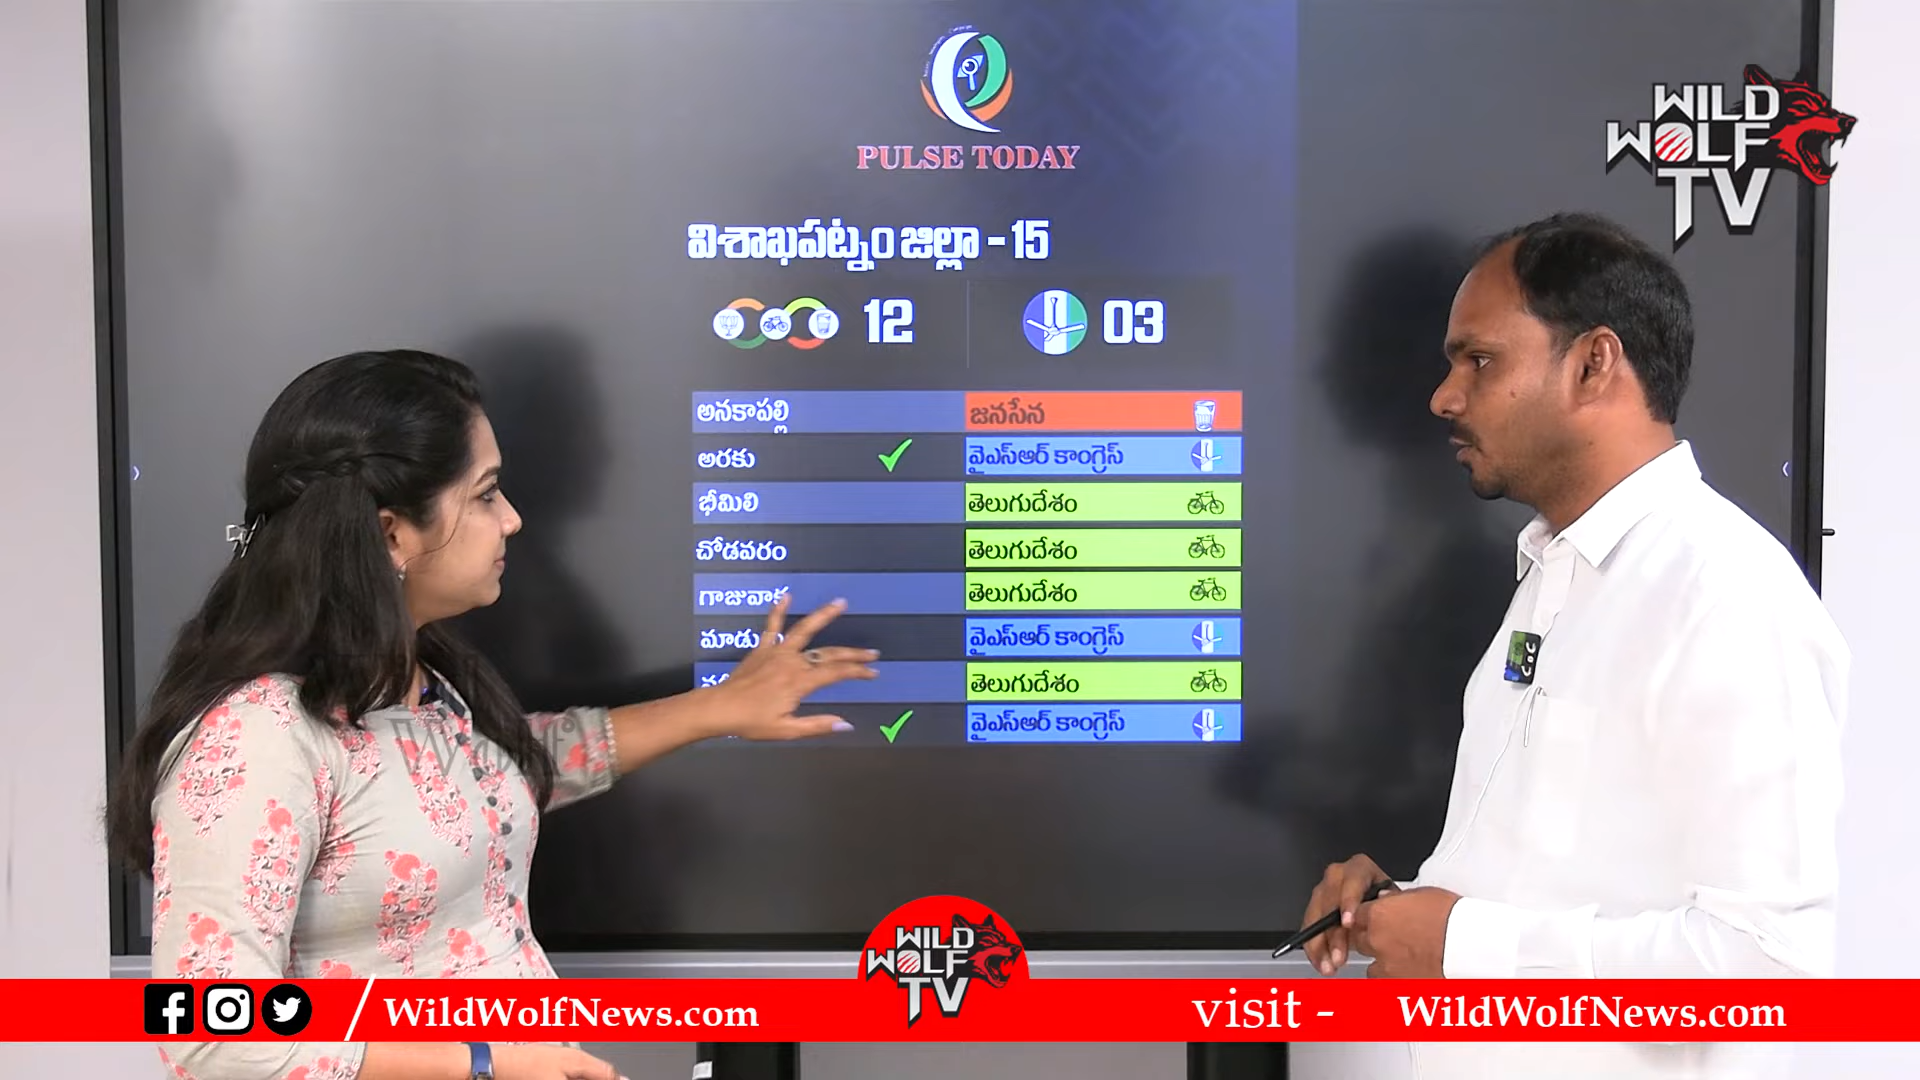 PULSE TODAY
WILD
WOLF
TV
విశాఖపట్నం జిల్లా - 15
12
03
అనకాపల్లి జనసేన
అరకు వైఎస్ఆర్ కాంగ్రెస్
భీమిలి తెలుగుదేశం
చోడవరం తెలుగుదేశం
గాజువాక తెలుగుదేశం
వైఎస్ఆర్ కాంగ్రెస్
తెలుగుదేశం
వైఎస్ఆర్ కాంగ్రెస్
Wolf
WILD
WOLF
TV
WildWolfNews.com
visit - WildWolfNews.com